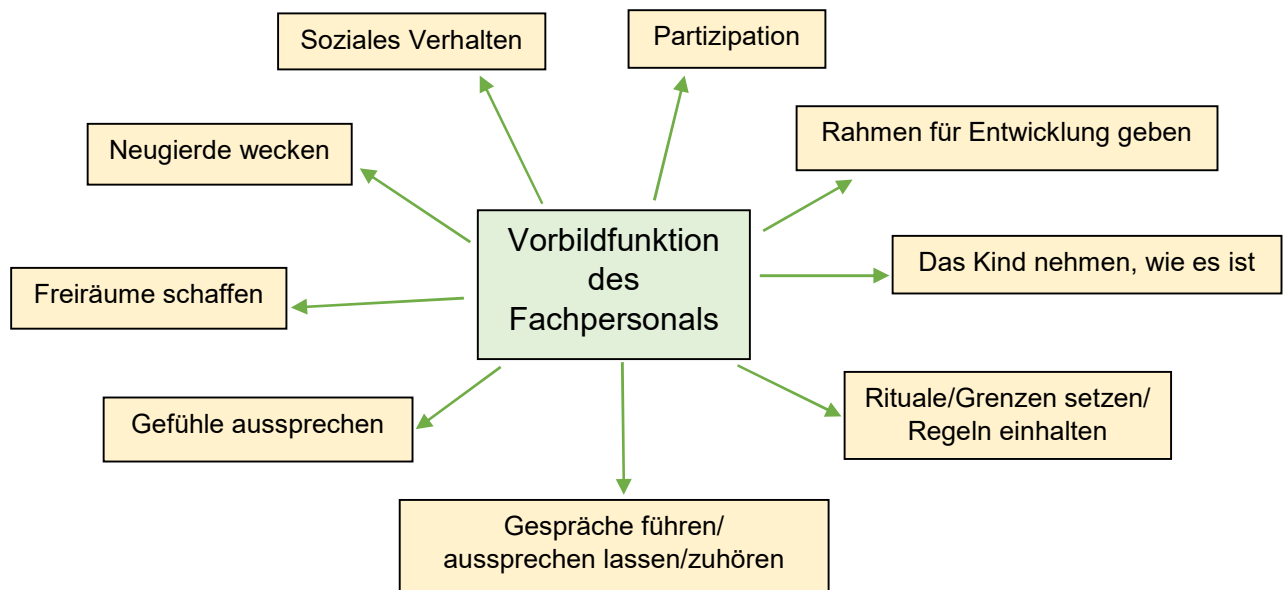 Soziales Verhalten
Partizipation
Neugierde wecken
Rahmen für Entwicklung geben
Vorbildfunktion
des
Fachpersonals
Das Kind nehmen, wie es ist
Freiräume schaffen
Gefühle aussprechen
Rituale/Grenzen setzen/
Regeln einhalten
Gespräche führen/
aussprechen lassen/zuhören